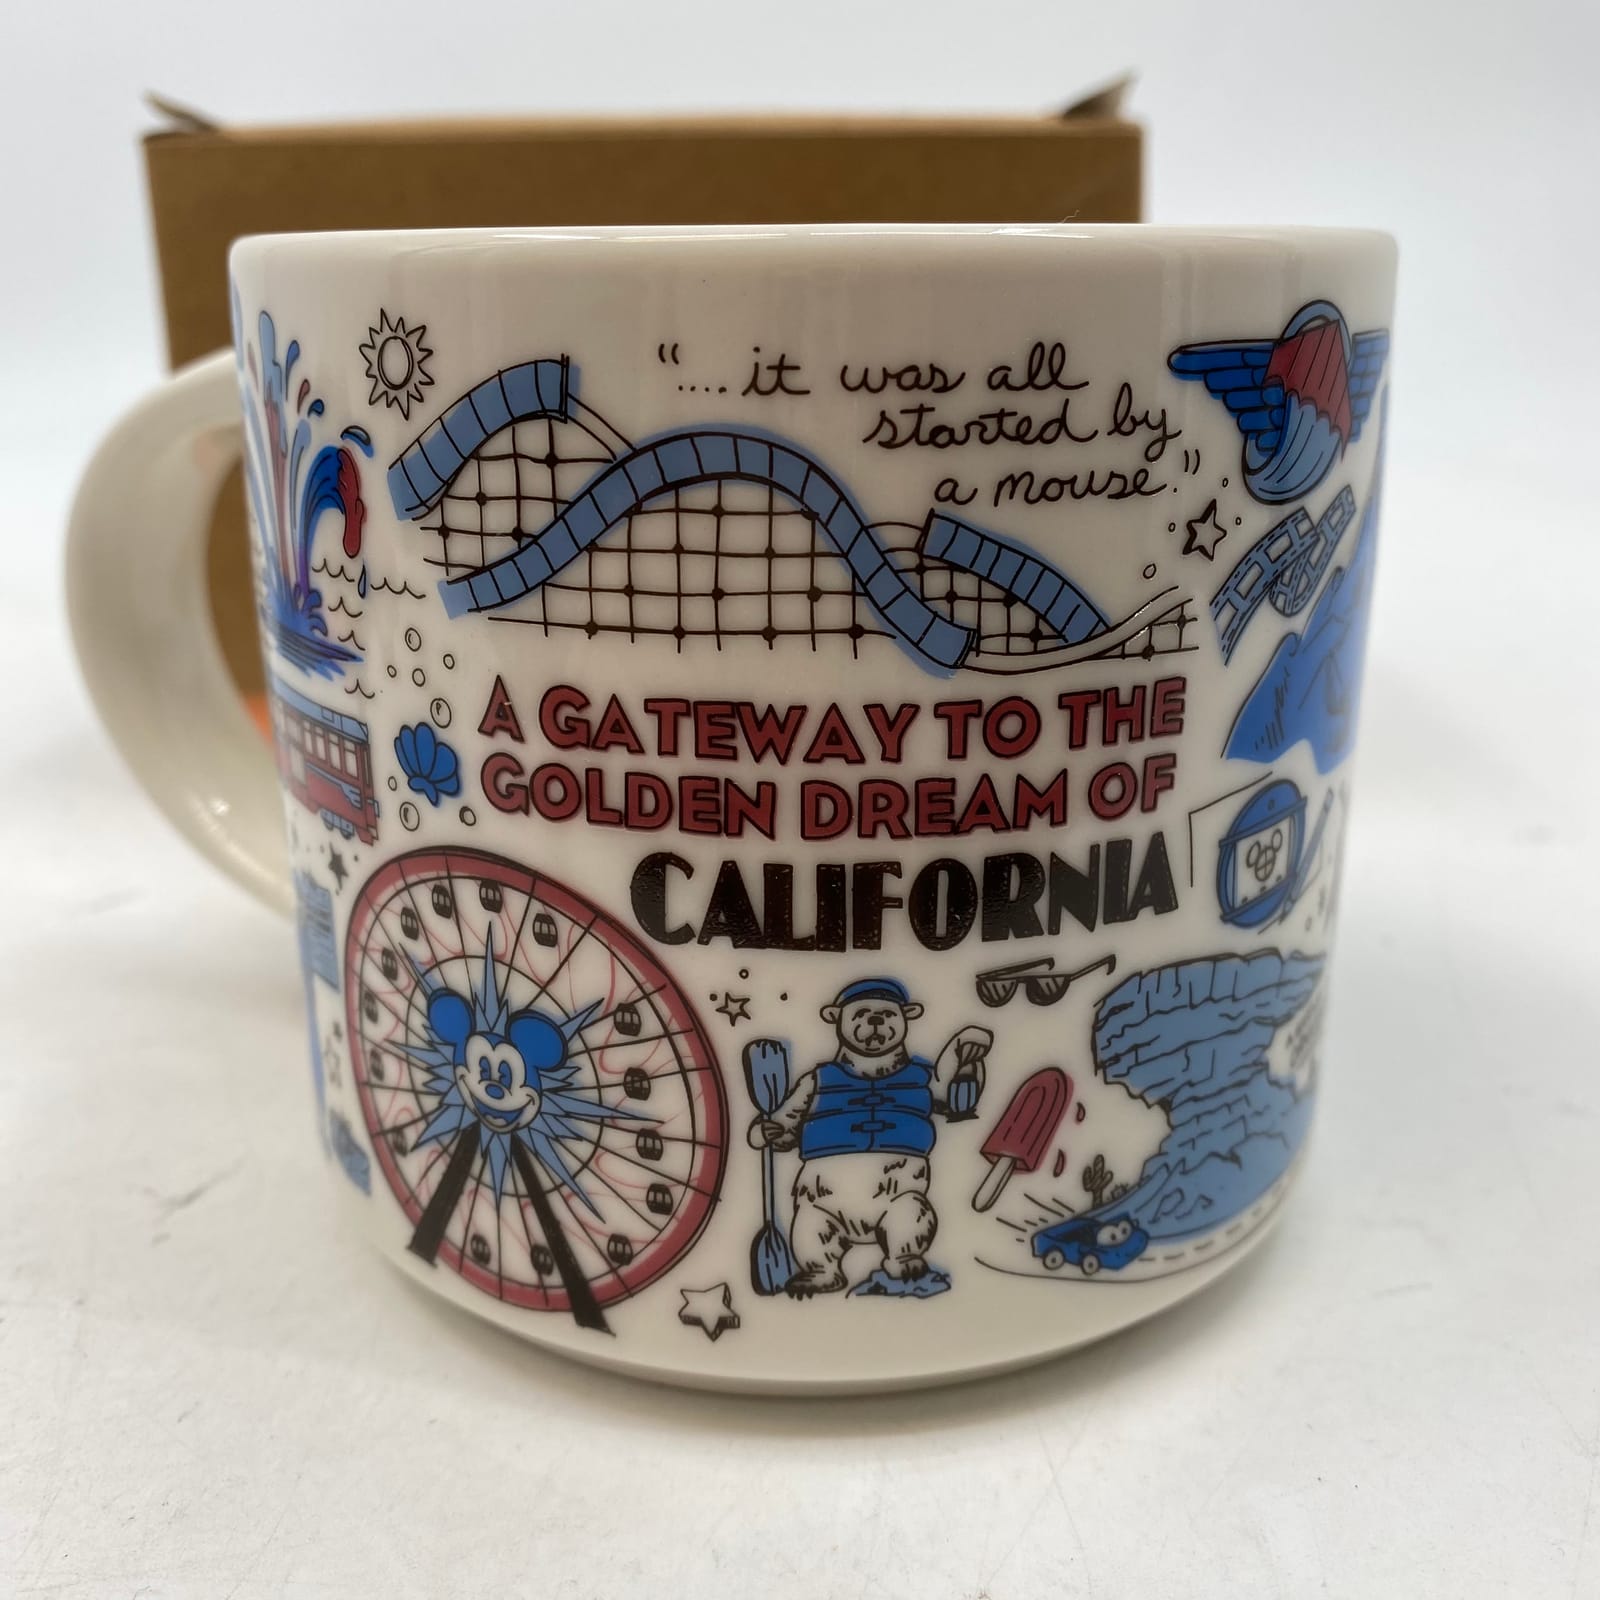 "....it was all
started by
a mouse."
A GATEWAY TO THE
GOLDEN DREAM OF
CALIFORNIA